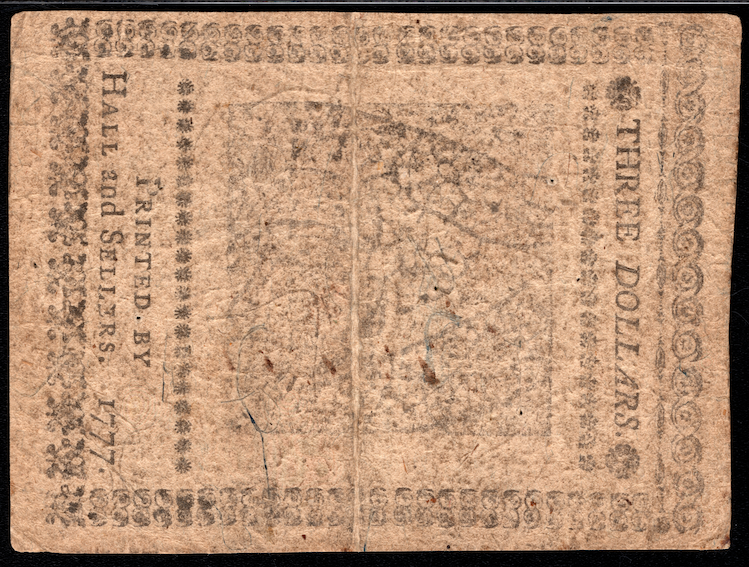 THREE DOLLARS.
PRINTED BY
HALL and SELLERS. 1777.